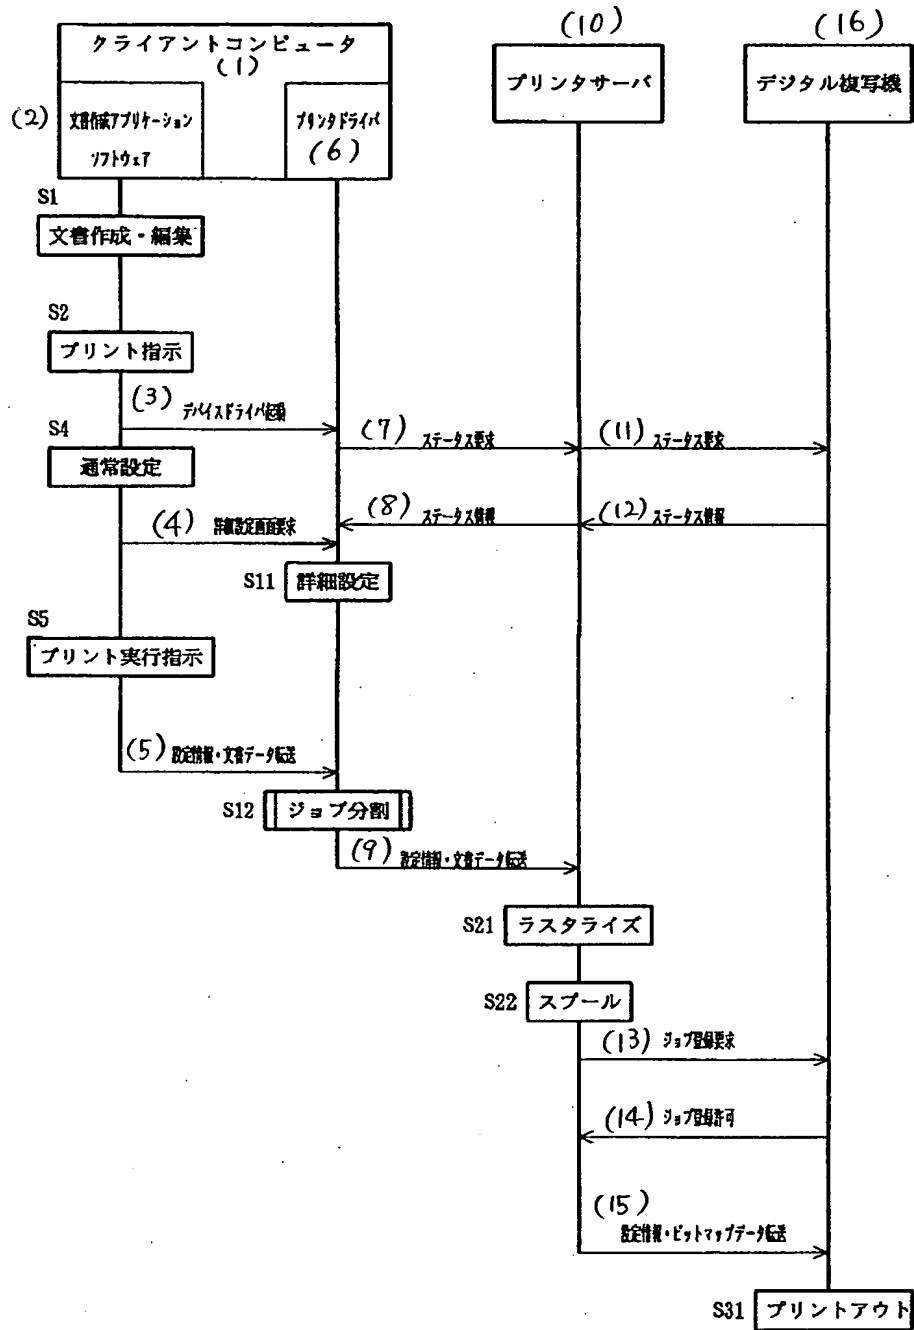 (10)
(16)
クライアントコンピュータ
(1)
プリンタサーバ
デジタル複写機
(2)
文書作成アプリケーション
ソフトウェア
プリンタドライバ
(6)
S1
文書作成・編集
S2
プリント指示
(3) デバイスドライバ起動
S4
通常設定
(7) ステータス要求
(11) ステータス要求
(8) ステータス情報
(12) ステータス情報
(4) 詳細設定画面要求
S11 詳細設定
S5
プリント実行指示
(5) 設定情報・文書データ転送
S12 ジョブ分割
(9) 設定情報・文書データ転送
S21 ラスタライズ
S22 スプール
(13) ジョブ登録要求
(14) ジョブ登録許可
(15)
設定情報・ビットマップデータ転送
S31 プリントアウト